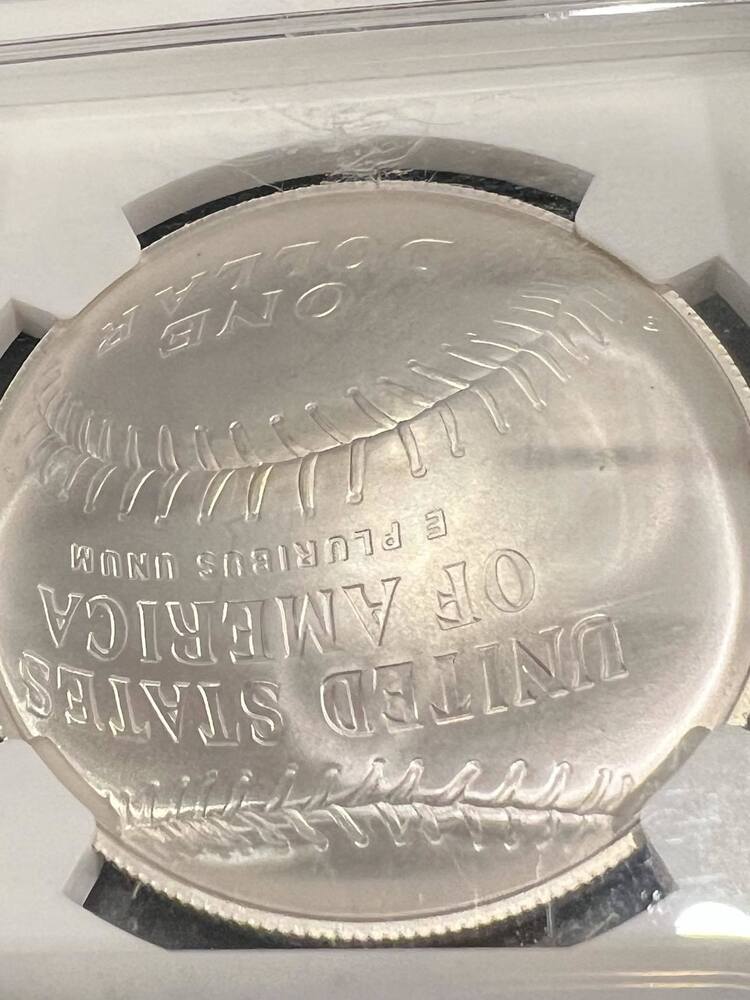 UNITED STATES
OF AMERICA
E PLURIBUS UNUM
ONE DOLLAR